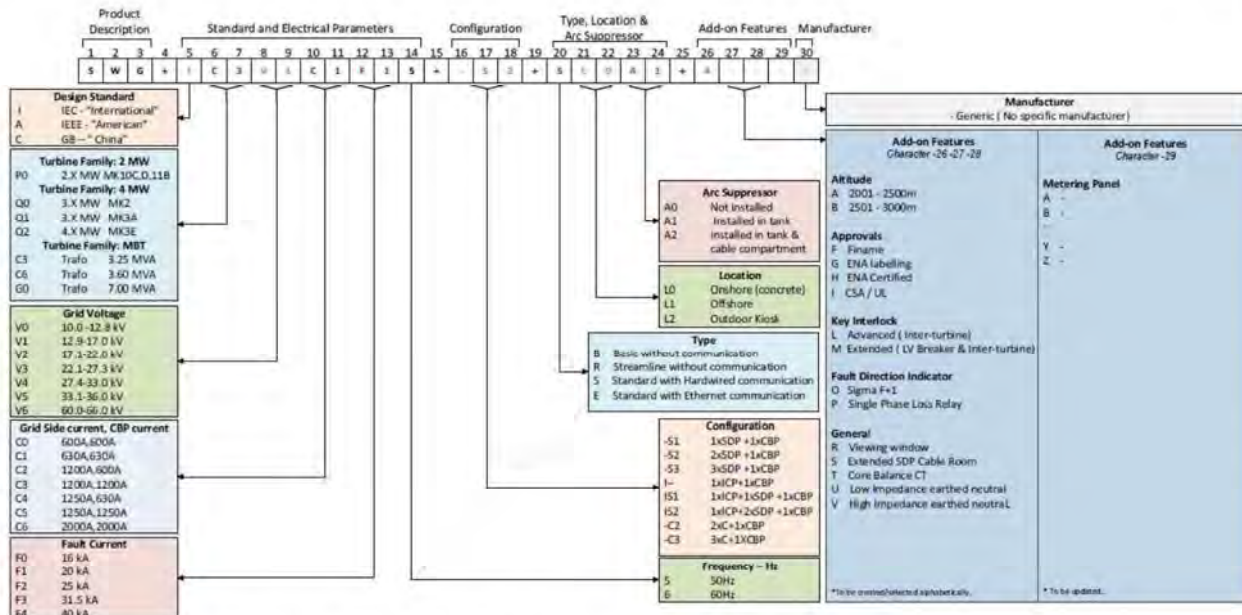 Product
Description
Standard and Electrical Parameters
Configuration
Type, Location &
Arc Suppressor
Add-on Features
Manufacturer
1 2 3 4 5 6 7 8 9 10 11 12 13 14 15 16 17 18 19 20 21 22 23 24 25 26 27 28 29 30
S W G + I C 3 C 1 F 1 5 + - S 2 + S L 0 A 1 + A
Design Standard
I IEC - "International"
A IEEE - "American"
C GB – " China"
Turbine Family: 2 MW
P0 2.X MW MK10C,D,11B
Turbine Family: 4 MW
Q0 3.X MW MK2
Q1 3.X MW MK3A
Q2 4.X MW MK3E
Turbine Family: MBT
C3 Trafo 3.25 MVA
C6 Trafo 3.60 MVA
G0 Trafo 7.00 MVA
Grid Voltage
V0 10.0-12.8 kV
V1 12.9-17.0 kV
V2 17.1-22.0 kV
V3 22.1-27.3 kV
V4 27.4-33.0 kV
V5 33.1-36.0 kV
V6 60.0-66.0 kV
Grid Side current, CBP current
C0 600A,600A
C1 630A,630A
C2 1200A,600A
C3 1200A,1200A
C4 1250A,630A
C5 1250A,1250A
C6 2000A,2000A
Fault Current
F0 16 kA
F1 20 kA
F2 25 kA
F3 31.5 kA
F4 40 kA
Arc Suppressor
A0 Not Installed
A1 Installed in tank
A2 Installed in tank &
cable compartment
Location
L0 Onshore (concrete)
L1 Offshore
L2 Outdoor Kiosk
Type
B Basic without communication
R Streamline without communication
S Standard with Hardwired communication
E Standard with Ethernet communication
Configuration
-S1 1xSDP +1xCBP
-S2 2xSDP +1xCBP
-S3 3xSDP +1xCBP
I-- 1xICP+1xCBP
IS1 1xICP+1xSDP +1xCBP
IS2 1xICP+2xSDP +1xCBP
-C2 2xC+1xCBP
-C3 3xC+1XCBP
Frequency – Hz
5 50Hz
6 60Hz
Manufacturer
- Generic ( No specific manufacturer)
Add-on Features
Character -26 -27 -28
Altitude
A 2001 - 2500m
B 2501 - 3000m
Approvals
F Finame
G ENA labelling
H ENA Certified
I CSA / UL
Key Interlock
L Advanced ( Inter-turbine)
M Extended ( LV Breaker & Inter-turbine)
Fault Direction Indicator
O Sigma F+1
P Single Phase Loss Relay
General
R Viewing window
S Extended SDP Cable Room
T Core Balance CT
U Low Impedance earthed neutral
V High Impedance earthed neutraL
*To be created/selected alphabetically.
Add-on Features
Character -29
Metering Panel
A -
B -
Y -
Z -
* To be updated..